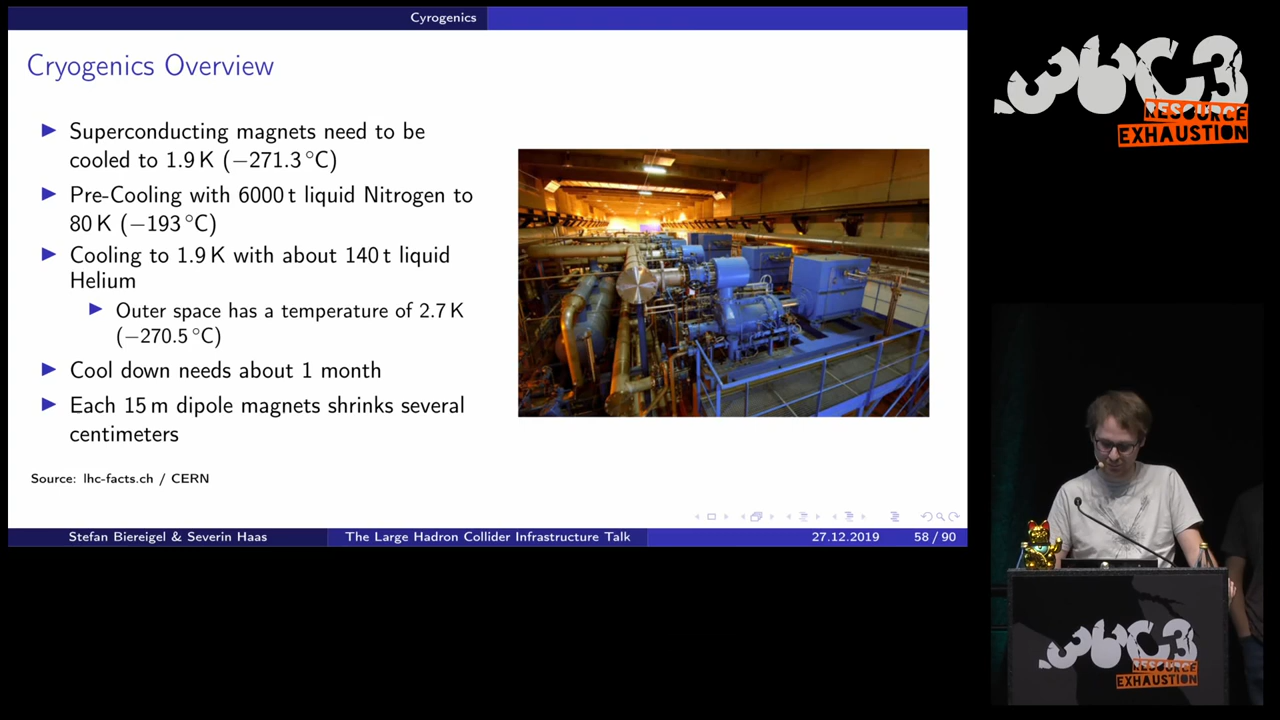 Cyrogenics
Cryogenics Overview
Superconducting magnets need to be
cooled to 1.9 K (−271.3 °C)
Pre-Cooling with 6000 t liquid Nitrogen to
80 K (−193 °C)
Cooling to 1.9 K with about 140 t liquid
Helium
Outer space has a temperature of 2.7 K
(−270.5 °C)
Cool down needs about 1 month
Each 15 m dipole magnets shrinks several
centimeters
Source: lhc-facts.ch / CERN
Stefan Biereigel & Severin Haas
The Large Hadron Collider Infrastructure Talk
27.12.2019
58 / 90
36C3
RESOURCE
EXHAUSTION
36C3
RESOURCE
EXHAUSTION